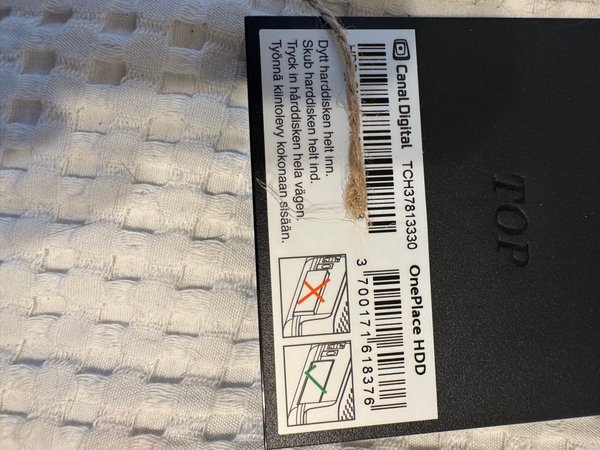 Canal Digital TCH37813330
OnePlace HDD
3 700171 618376
Dytt harddisken helt inn.
Skub harddisken helt ind.
Tryck in hårddisken hela vägen.
Työnnä kiintolevy kokonaan sisään.
TOP